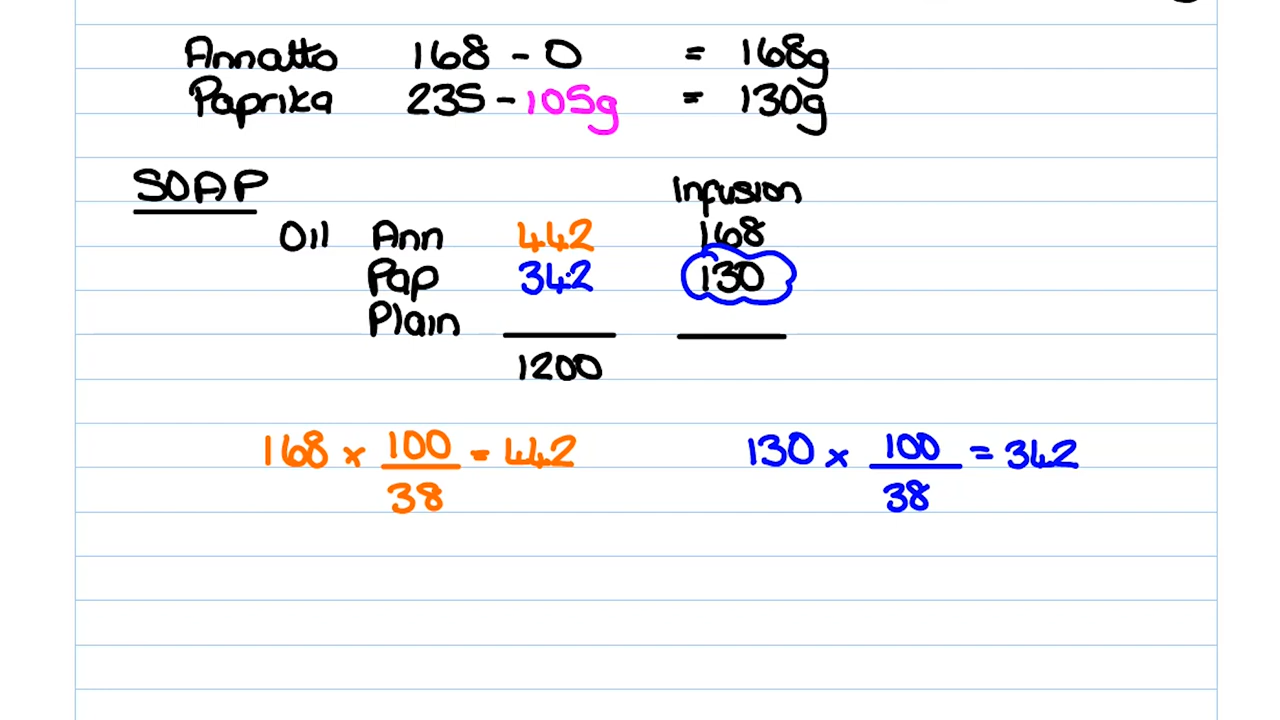 Annatto 168 - 0 = 168g
Paprika 235 - 105g = 130g
SOAP
Infusion
Oil Ann 442 168
Pap 342 130
Plain
1200
168 x 100/38 = 442 130 x 100/38 = 342